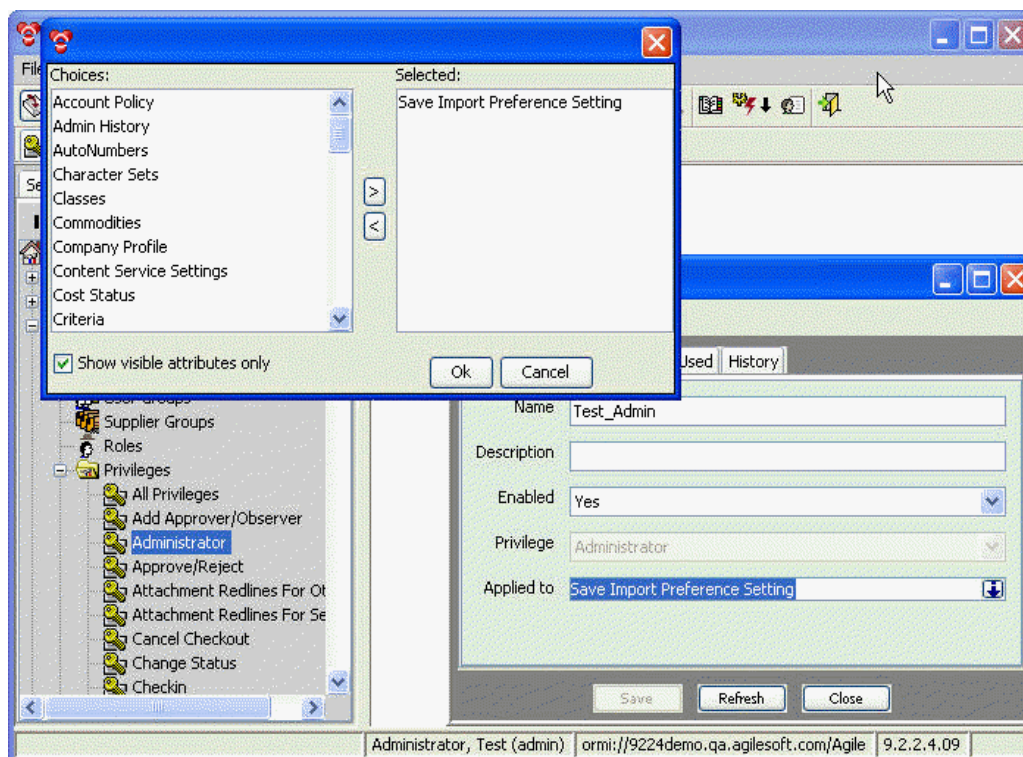 File
Choices:
Selected:
Account Policy
Admin History
AutoNumbers
Character Sets
Classes
Commodities
Company Profile
Content Service Settings
Cost Status
Criteria
Save Import Preference Setting
>
<
Show visible attributes only
Ok
Cancel
Se
Used
History
User Groups
Supplier Groups
Roles
Privileges
All Privileges
Add Approver/Observer
Administrator
Approve/Reject
Attachment Redlines For Ot
Attachment Redlines For Se
Cancel Checkout
Change Status
Checkin
Name
Test_Admin
Description
Enabled
Yes
Privilege
Administrator
Applied to
Save Import Preference Setting
Save
Refresh
Close
Administrator, Test (admin)
ormi://9224demo.qa.agilesoft.com/Agile
9.2.2.4.09